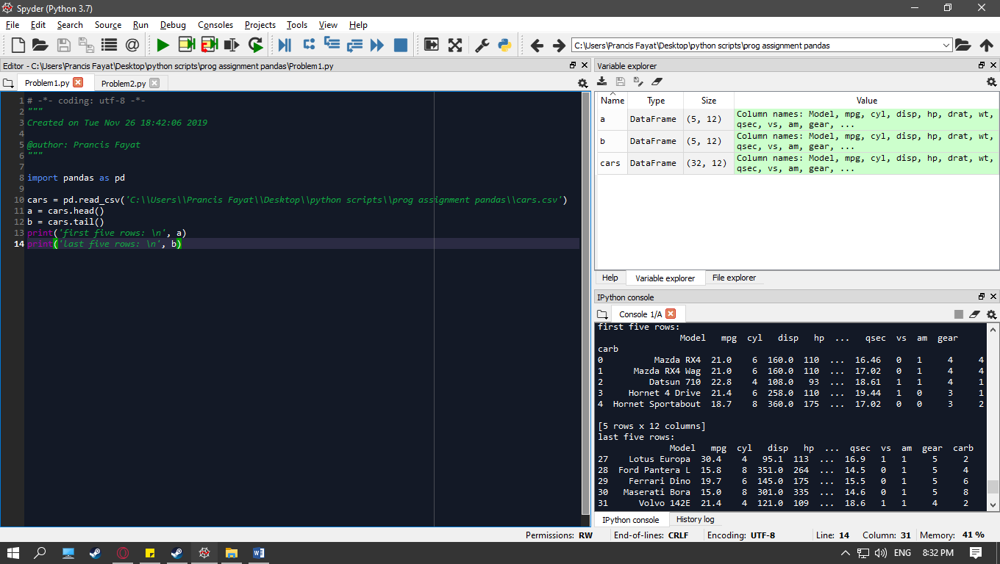 Spyder (Python 3.7)
File Edit Search Source Run Debug Consoles Projects Tools View Help
C:\Users\Prancis Fayat\Desktop\python scripts\prog assignment pandas
Editor - C:\Users\Prancis Fayat\Desktop\python scripts\prog assignment pandas\Problem1.py
Problem1.py Problem2.py
1 # -*- coding: utf-8 -*-
2 """
3 Created on Tue Nov 26 18:42:06 2019
4
5 @author: Prancis Fayat
6 """
7
8 import pandas as pd
9
10 cars = pd.read_csv('C:\\Users\\Prancis Fayat\\Desktop\\python scripts\\prog assignment pandas\\cars.csv')
11 a = cars.head()
12 b = cars.tail()
13 print('first five rows: \n', a)
14 print('last five rows: \n', b)
Variable explorer
Name Type Size Value
a DataFrame (5, 12) Column names: Model, mpg, cyl, disp, hp, drat, wt,
qsec, vs, am, gear, ...
b DataFrame (5, 12) Column names: Model, mpg, cyl, disp, hp, drat, wt,
qsec, vs, am, gear, ...
cars DataFrame (32, 12) Column names: Model, mpg, cyl, disp, hp, drat, wt,
qsec, vs, am, gear, ...
Help Variable explorer File explorer
IPython console
Console 1/A
first five rows:
Model mpg cyl disp hp ... qsec vs am gear
carb
0 Mazda RX4 21.0 6 160.0 110 ... 16.46 0 1 4 4
1 Mazda RX4 Wag 21.0 6 160.0 110 ... 17.02 0 1 4 4
2 Datsun 710 22.8 4 108.0 93 ... 18.61 1 1 4 1
3 Hornet 4 Drive 21.4 6 258.0 110 ... 19.44 1 0 3 1
4 Hornet Sportabout 18.7 8 360.0 175 ... 17.02 0 0 3 2
[5 rows x 12 columns]
last five rows:
Model mpg cyl disp hp ... qsec vs am gear carb
27 Lotus Europa 30.4 4 95.1 113 ... 16.9 1 1 5 2
28 Ford Pantera L 15.8 8 351.0 264 ... 14.5 0 1 5 4
29 Ferrari Dino 19.7 6 145.0 175 ... 15.5 0 1 5 6
30 Maserati Bora 15.0 8 301.0 335 ... 14.6 0 1 5 8
31 Volvo 142E 21.4 4 121.0 109 ... 18.6 1 1 4 2
IPython console History log
Permissions: RW End-of-lines: CRLF Encoding: UTF-8 Line: 14 Column: 31 Memory: 41 %
ENG 8:32 PM